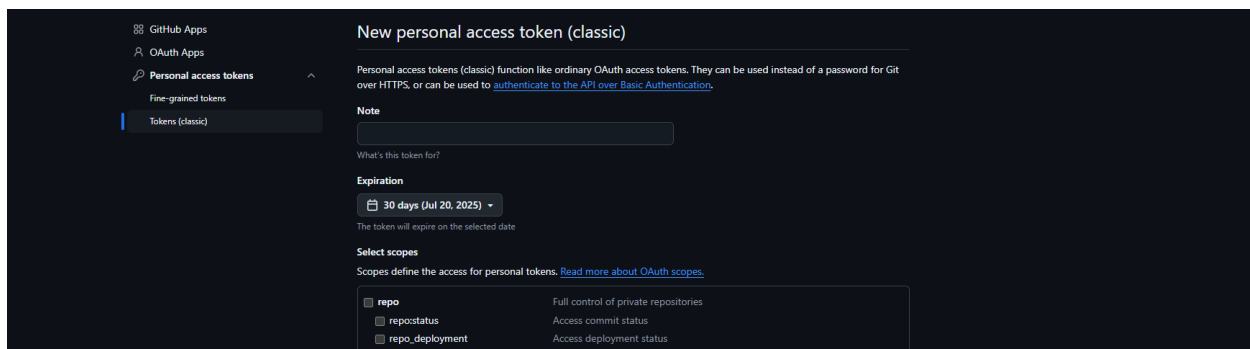 GitHub Apps
OAuth Apps
Personal access tokens
Fine-grained tokens
Tokens (classic)
New personal access token (classic)
Personal access tokens (classic) function like ordinary OAuth access tokens. They can be used instead of a password for Git
over HTTPS, or can be used to authenticate to the API over Basic Authentication.
Note
What's this token for?
Expiration
30 days (Jul 20, 2025)
The token will expire on the selected date
Select scopes
Scopes define the access for personal tokens. Read more about OAuth scopes.
repo Full control of private repositories
repo:status Access commit status
repo_deployment Access deployment status